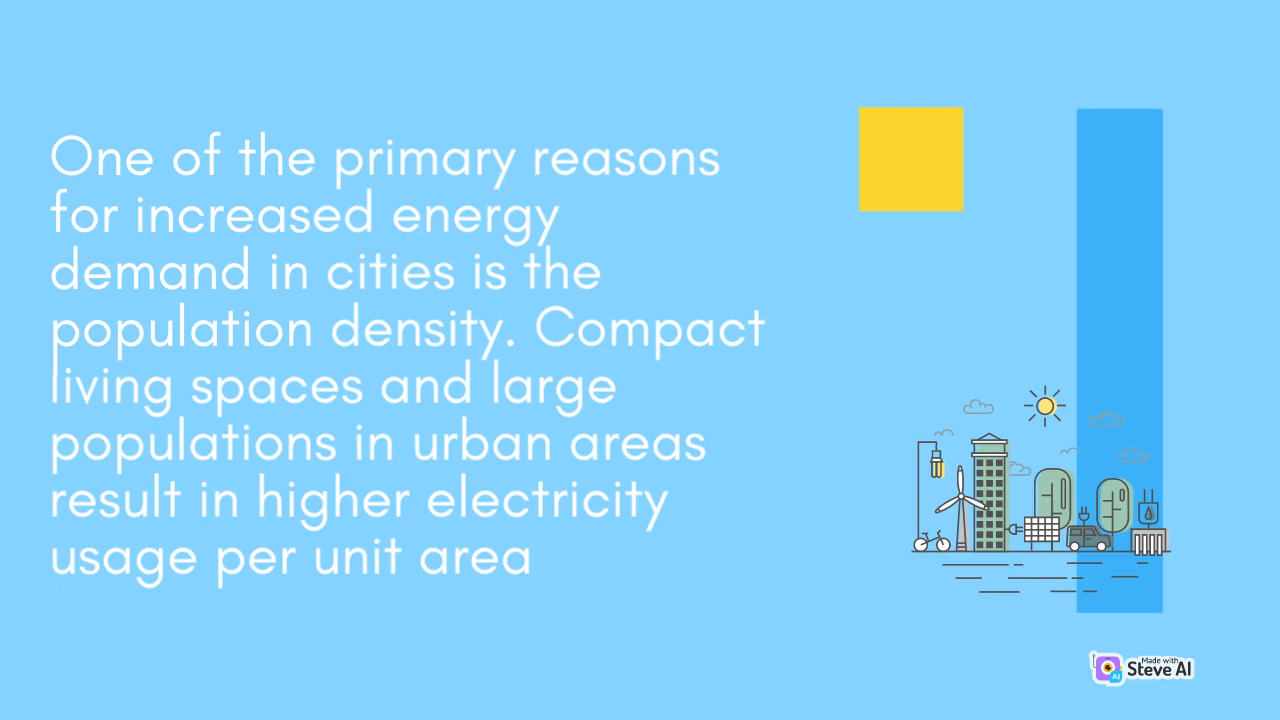 One of the primary reasons
for increased energy
demand in cities is the
population density. Compact
living spaces and large
populations in urban areas
result in higher electricity
usage per unit area
Made with
Steve AI
AI